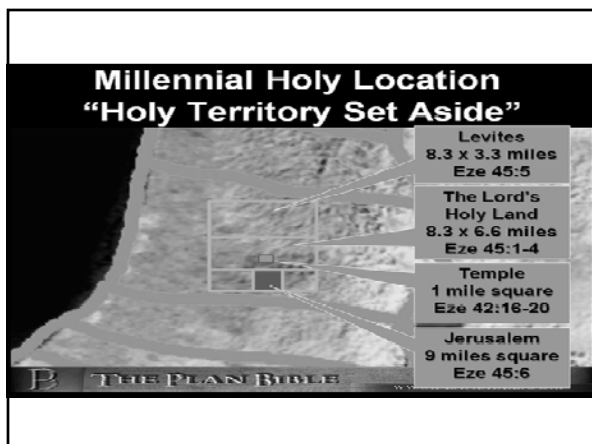 Millennial Holy Location
“Holy Territory Set Aside”
Levites
8.3 x 3.3 miles
Eze 45:5
The Lord's
Holy Land
8.3 x 6.6 miles
Eze 45:1-4
Temple
1 mile square
Eze 42:16-20
Jerusalem
9 miles square
Eze 45:6
THE PLAN BIBLE